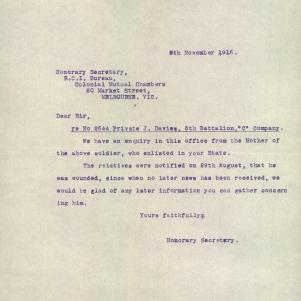 8th November 1916.
Honorary Secretary,
R.C.I. Bureau,
Colonial Mutual Chambers
60 Market Street,
MELBOURNE, VIC.
Dear Sir,
re No 2644 Private J. Davies, 5th Battalion, "C" Company.
We have an enquiry in this office from the Mother of
the above soldier, who enlisted in your State.
The relatives were notified on 29th August, that he
was wounded, since when no later news has been received, we
would be glad of any later information you can gather concern
ing him.
Yours faithfully;
Honorary Secretary.